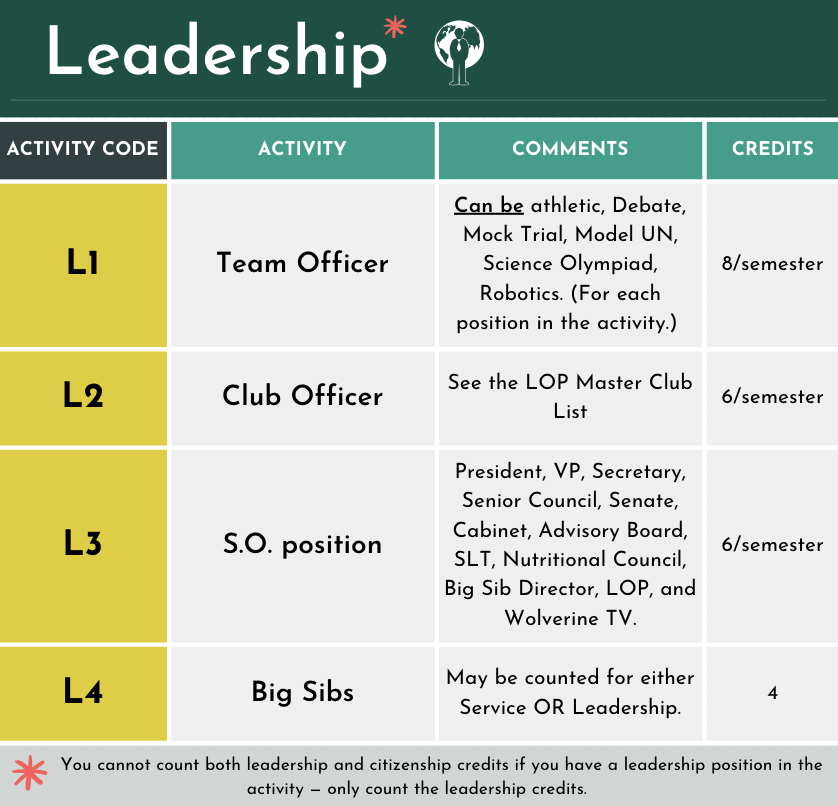 Leadership*
ACTIVITY CODE
ACTIVITY
COMMENTS
CREDITS
L1
Team Officer
Can be athletic, Debate,
Mock Trial, Model UN,
Science Olympiad,
Robotics. (For each
position in the activity.)
8/semester
L2
Club Officer
See the LOP Master Club
List
6/semester
L3
S.O. position
President, VP, Secretary,
Senior Council, Senate,
Cabinet, Advisory Board,
SLT, Nutritional Council,
Big Sib Director, LOP, and
Wolverine TV.
6/semester
L4
Big Sibs
May be counted for either
Service OR Leadership.
4
* You cannot count both leadership and citizenship credits if you have a leadership position in the
activity – only count the leadership credits.